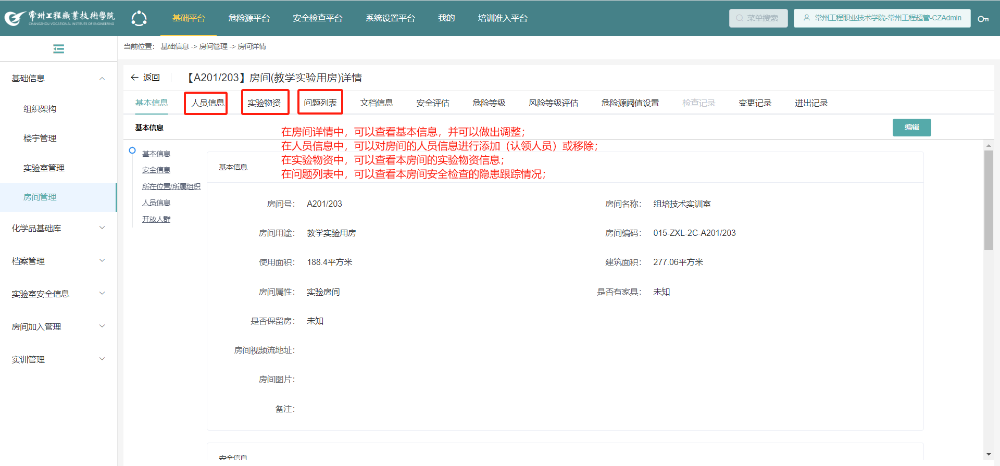 常州工程職業技術學院
CHANGZHOU VOCATIONAL INSTITUTE OF ENGINEERING
基础平台 危险源平台 安全检查平台 系统设置平台 我的 培训准入平台
菜单搜索 常州工程职业技术学院-常州工程超管-CZAdmin
当前位置： 基础信息 -> 房间管理 -> 房间详情
基础信息
组织架构
楼宇管理
实验室管理
房间管理
化学品基础库
档案管理
实验室安全信息
房间加入管理
实训管理
返回 【A201/203】房间(教学实验用房)详情
基本信息 人员信息 实验物资 问题列表 文档信息 安全评估 危险等级 风险等级评估 危险源阈值设置 检查记录 变更记录 进出记录
基本信息
编辑
在房间详情中，可以查看基本信息，并可以做出调整；
在人员信息中，可以对房间的人员信息进行添加（认领人员）或移除；
在实验物资中，可以查看本房间的实验物资信息；
在问题列表中，可以查看本房间安全检查的隐患跟踪情况；
基本信息
安全信息
所在位置/所属组织
人员信息
开放人群
基本信息
房间号： A201/203 房间名称： 组培技术实训室
房间用途： 教学实验用房 房间编码： 015-ZXL-2C-A201/203
使用面积： 188.4平方米 建筑面积： 277.06平方米
房间属性： 实验房间 是否有家具： 未知
是否保留房： 未知
房间视频流地址：
房间图片：
备注：
安全信息